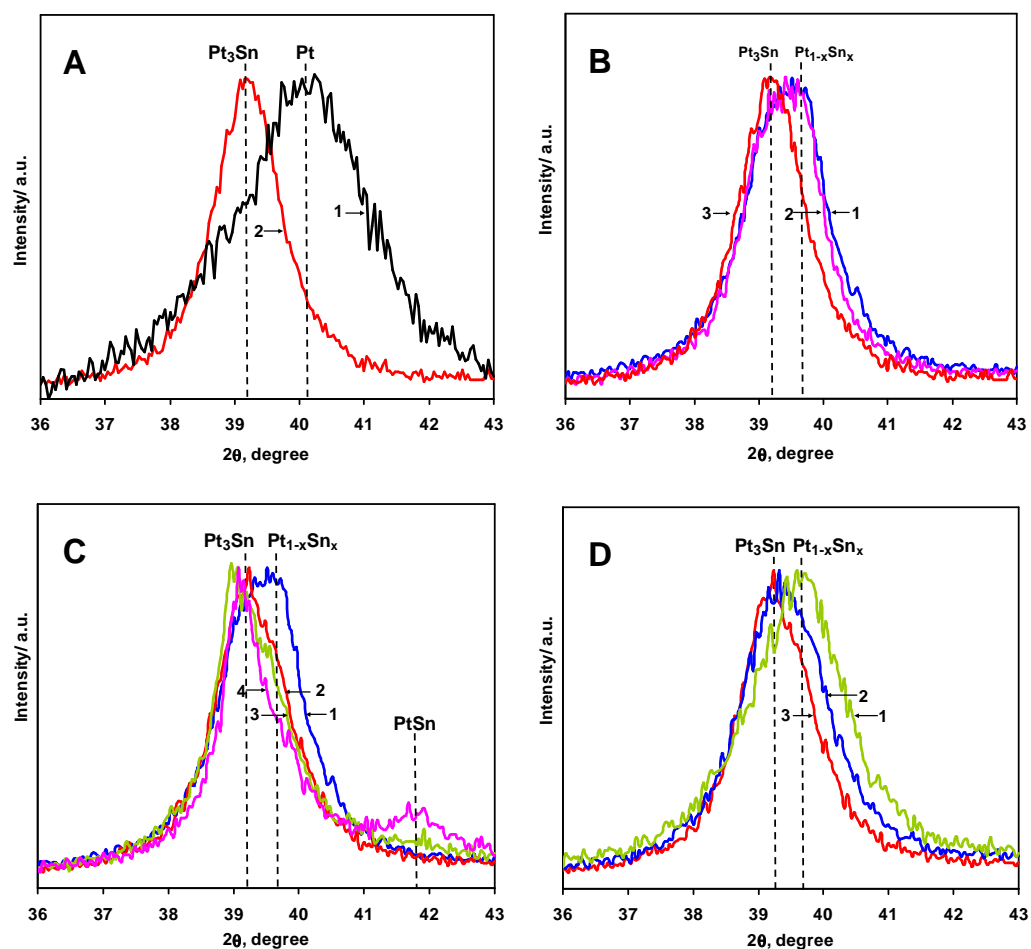 A
Pt₃Sn Pt
1
2
Intensity/ a.u.
36 37 38 39 40 41 42 43
2θ, degree
B
Pt₃Sn Pt₁₋ₓSnₓ
3 2 1
Intensity/ a.u.
36 37 38 39 40 41 42 43
2θ, degree
C
Pt₃Sn Pt₁₋ₓSnₓ
4 2
3 1
PtSn
Intensity/ a.u.
36 37 38 39 40 41 42 43
2θ, degree
D
Pt₃Sn Pt₁₋ₓSnₓ
2
3 1
Intensity/ a.u.
36 37 38 39 40 41 42 43
2θ, degree